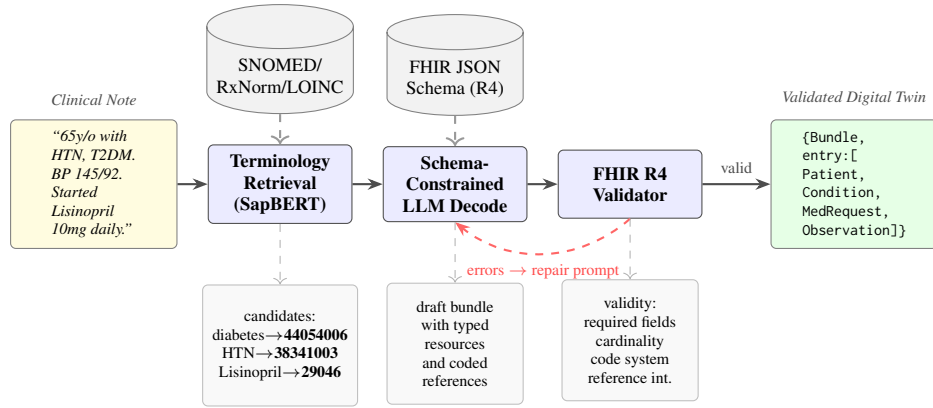 SNOMED/
RxNorm/LOINC
FHIR JSON
Schema (R4)
Clinical Note
Validated Digital Twin
“65y/o with
HTN, T2DM.
BP 145/92.
Started
Lisinopril
10mg daily.”
Terminology
Retrieval
(SapBERT)
Schema-
Constrained
LLM Decode
FHIR R4
Validator
valid
{Bundle,
entry:[
Patient,
Condition,
MedRequest,
Observation]}
errors → repair prompt
candidates:
diabetes→44054006
HTN→38341003
Lisinopril→29046
draft bundle
with typed
resources
and coded
references
validity:
required fields
cardinality
code system
reference int.